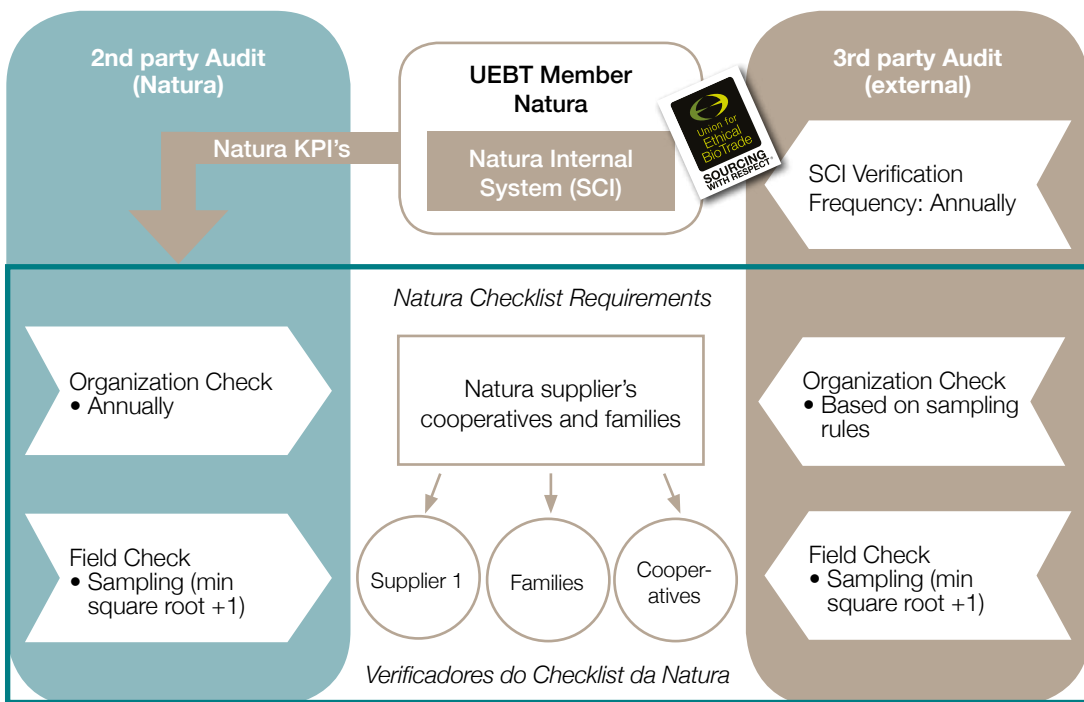 2nd party Audit
(Natura)
UEBT Member
Natura
Natura Internal
System (SCI)
Natura KPI's
Union for
Ethical
BioTrade
SOURCING
WITH RESPECT
3rd party Audit
(external)
SCI Verification
Frequency: Annually
Natura Checklist Requirements
Organization Check
• Annually
Natura supplier's
cooperatives and families
Organization Check
• Based on sampling
rules
Field Check
• Sampling (min
square root +1)
Supplier 1
Families
Cooper-
atives
Field Check
• Sampling (min
square root +1)
Verificadores do Checklist da Natura